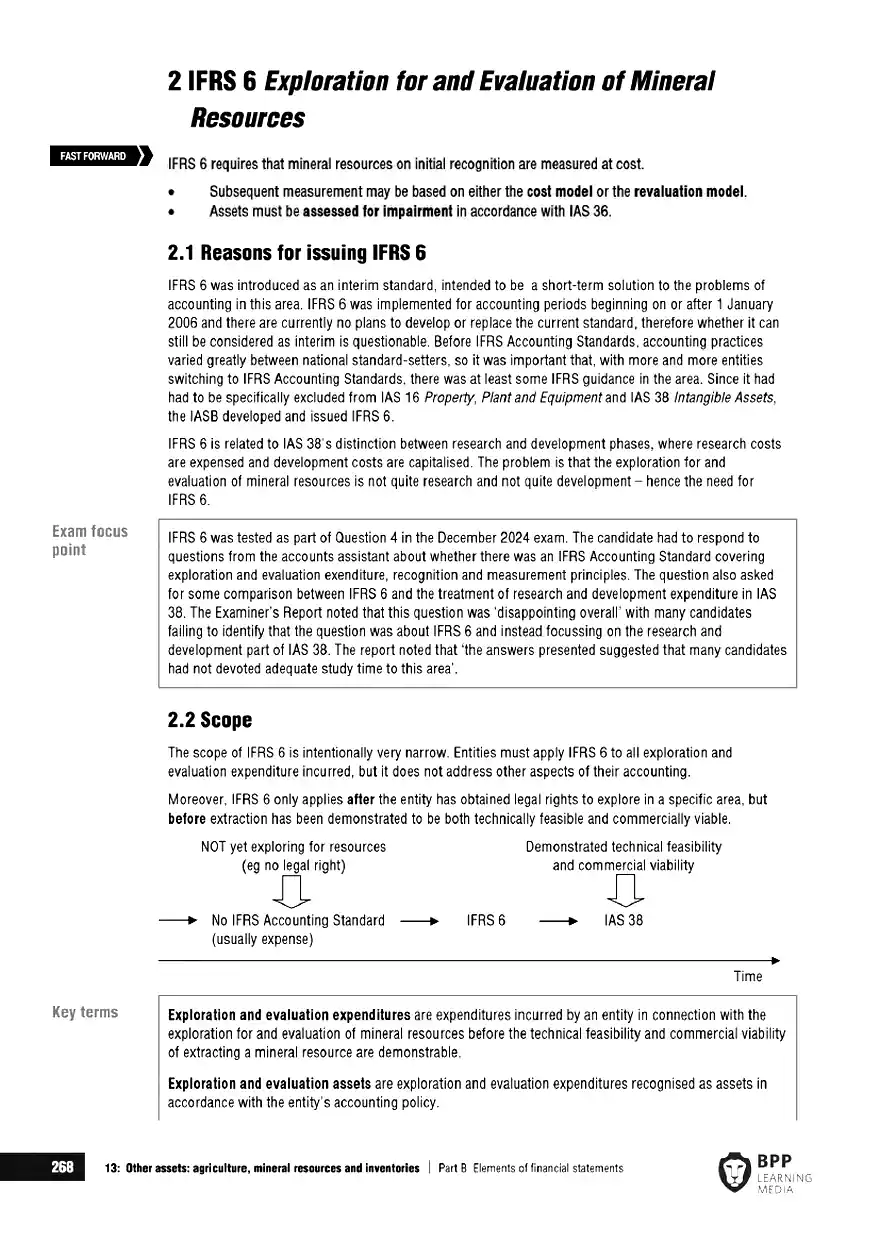 2 IFRS 6 Exploration for and Evaluation of Mineral
Resources
FAST FORWARD
IFRS 6 requires that mineral resources on initial recognition are measured at cost.
• Subsequent measurement may be based on either the cost model or the revaluation model.
• Assets must be assessed for impairment in accordance with IAS 36.
2.1 Reasons for issuing IFRS 6
IFRS 6 was introduced as an interim standard, intended to be a short-term solution to the problems of
accounting in this area. IFRS 6 was implemented for accounting periods beginning on or after 1 January
2006 and there are currently no plans to develop or replace the current standard, therefore whether it can
still be considered as interim is questionable. Before IFRS Accounting Standards, accounting practices
varied greatly between national standard-setters, so it was important that, with more and more entities
switching to IFRS Accounting Standards, there was at least some IFRS guidance in the area. Since it had
had to be specifically excluded from IAS 16 Property, Plant and Equipment and IAS 38 Intangible Assets,
the IASB developed and issued IFRS 6.
IFRS 6 is related to IAS 38's distinction between research and development phases, where research costs
are expensed and development costs are capitalised. The problem is that the exploration for and
evaluation of mineral resources is not quite research and not quite development – hence the need for
IFRS 6.
Exam focus
point
IFRS 6 was tested as part of Question 4 in the December 2024 exam. The candidate had to respond to
questions from the accounts assistant about whether there was an IFRS Accounting Standard covering
exploration and evaluation exenditure, recognition and measurement principles. The question also asked
for some comparison between IFRS 6 and the treatment of research and development expenditure in IAS
38. The Examiner's Report noted that this question was 'disappointing overall' with many candidates
failing to identify that the question was about IFRS 6 and instead focussing on the research and
development part of IAS 38. The report noted that 'the answers presented suggested that many candidates
had not devoted adequate study time to this area'.
2.2 Scope
The scope of IFRS 6 is intentionally very narrow. Entities must apply IFRS 6 to all exploration and
evaluation expenditure incurred, but it does not address other aspects of their accounting.
Moreover, IFRS 6 only applies after the entity has obtained legal rights to explore in a specific area, but
before extraction has been demonstrated to be both technically feasible and commercially viable.
NOT yet exploring for resources
(eg no legal right)
Demonstrated technical feasibility
and commercial viability
No IFRS Accounting Standard
(usually expense)
IFRS 6
IAS 38
Time
Key terms
Exploration and evaluation expenditures are expenditures incurred by an entity in connection with the
exploration for and evaluation of mineral resources before the technical feasibility and commercial viability
of extracting a mineral resource are demonstrable.
Exploration and evaluation assets are exploration and evaluation expenditures recognised as assets in
accordance with the entity's accounting policy.
268
13: Other assets: agriculture, mineral resources and inventories | Part B Elements of financial statements
BPP
LEARNING
MEDIA